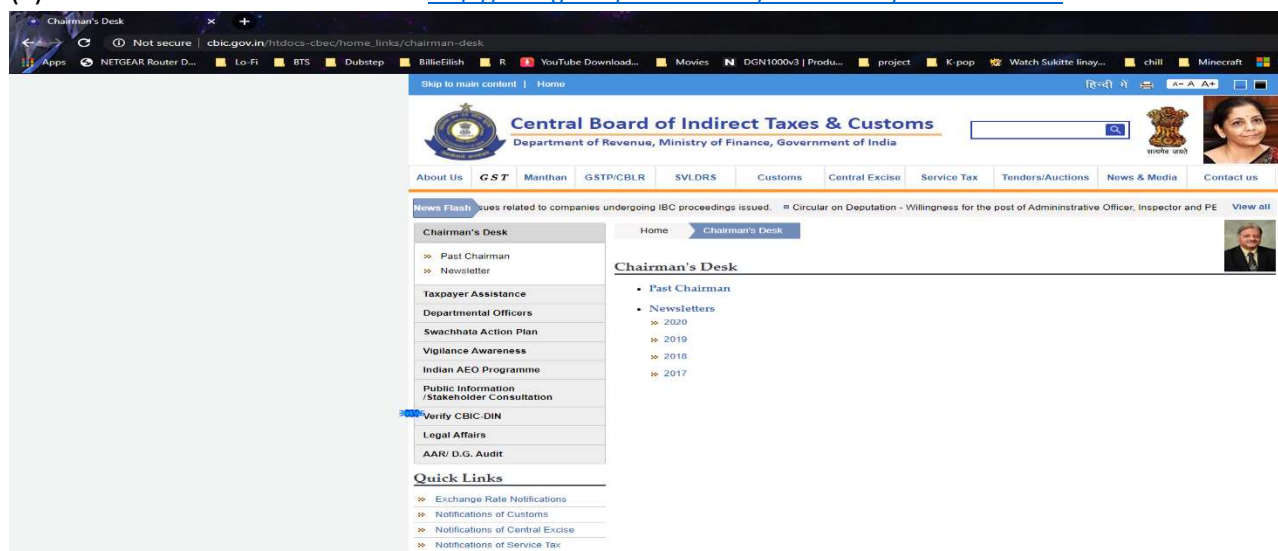 Chairman's Desk × +
Not secure | cbic.gov.in/htdocs-cbec/home_links/chairman-desk
Apps NETGEAR Router D... Lo-Fi BTS Dubstep BillieEilish R YouTube Download... Movies DGN1000v3 | Produ... project K-pop Watch Sukitte Iinay... chill Minecraft
Skip to main content | Home हिन्दी में A- A A+
Central Board of Indirect Taxes & Customs
Department of Revenue, Ministry of Finance, Government of India
सत्यमेव जयते
About Us GST Manthan GSTP/CBLR SVLDRS Customs Central Excise Service Tax Tenders/Auctions News & Media Contact us
News Flash sues related to companies undergoing IBC proceedings issued. Circular on Deputation - Willingness for the post of Admininstrative Officer, Inspector and PE View all
Chairman's Desk
Past Chairman
Newsletter
Taxpayer Assistance
Departmental Officers
Swachhata Action Plan
Vigilance Awareness
Indian AEO Programme
Public Information
/Stakeholder Consultation
Verify CBIC-DIN
Legal Affairs
AAR/ D.G. Audit
Quick Links
Exchange Rate Notifications
Notifications of Customs
Notifications of Central Excise
Notifications of Service Tax
Home Chairman's Desk
Chairman's Desk
• Past Chairman
• Newsletters
2020
2019
2018
2017